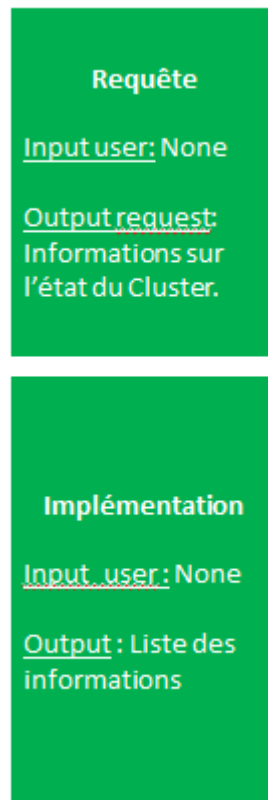 Requête
Input user: None
Output request:
Informations sur
l'état du Cluster.
Implémentation
Input user : None
Output : Liste des
informations